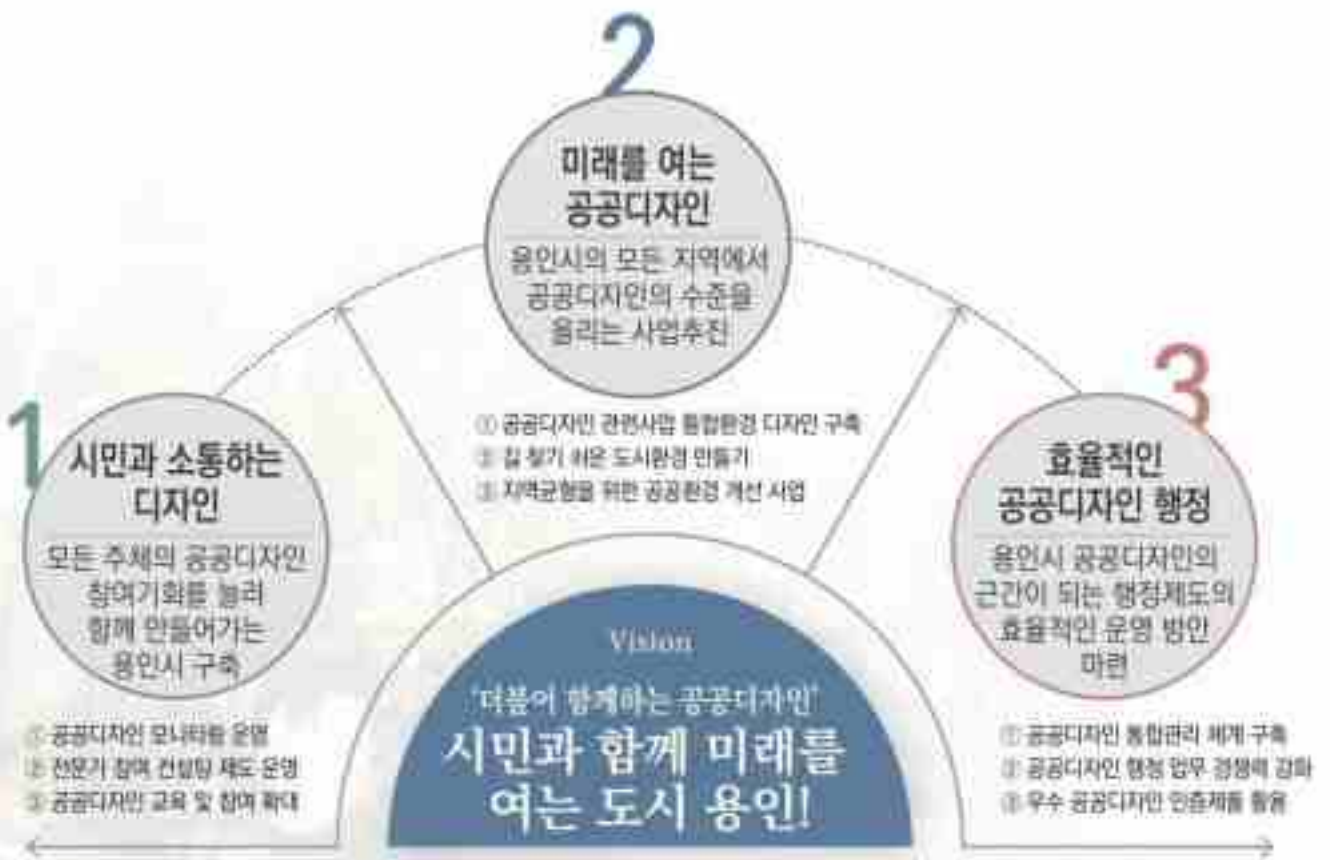 1
시민과 소통하는
디자인
모든 주체의 공공디자인
참여기회를 늘려
함께 만들어가는
용인시 구축
① 공공디자인 모니터링 운영
② 전문가 참여 컨설팅 제도 운영
③ 공공디자인 교육 및 참여 확대
2
미래를 여는
공공디자인
용인시의 모든 지역에서
공공디자인의 수준을
올리는 사업추진
① 공공디자인 관련사업 통합환경 디자인 구축
② 길 찾기 쉬운 도시환경 만들기
③ 지역균형을 위한 공공환경 개선 사업
3
효율적인
공공디자인 행정
용인시 공공디자인의
근간이 되는 행정제도의
효율적인 운영 방안
마련
① 공공디자인 통합관리 체계 구축
② 공공디자인 행정 업무 경쟁력 강화
③ 우수 공공디자인 인증제를 활용
Vision
'더불어 함께하는 공공디자인'
시민과 함께 미래를
여는 도시 용인!